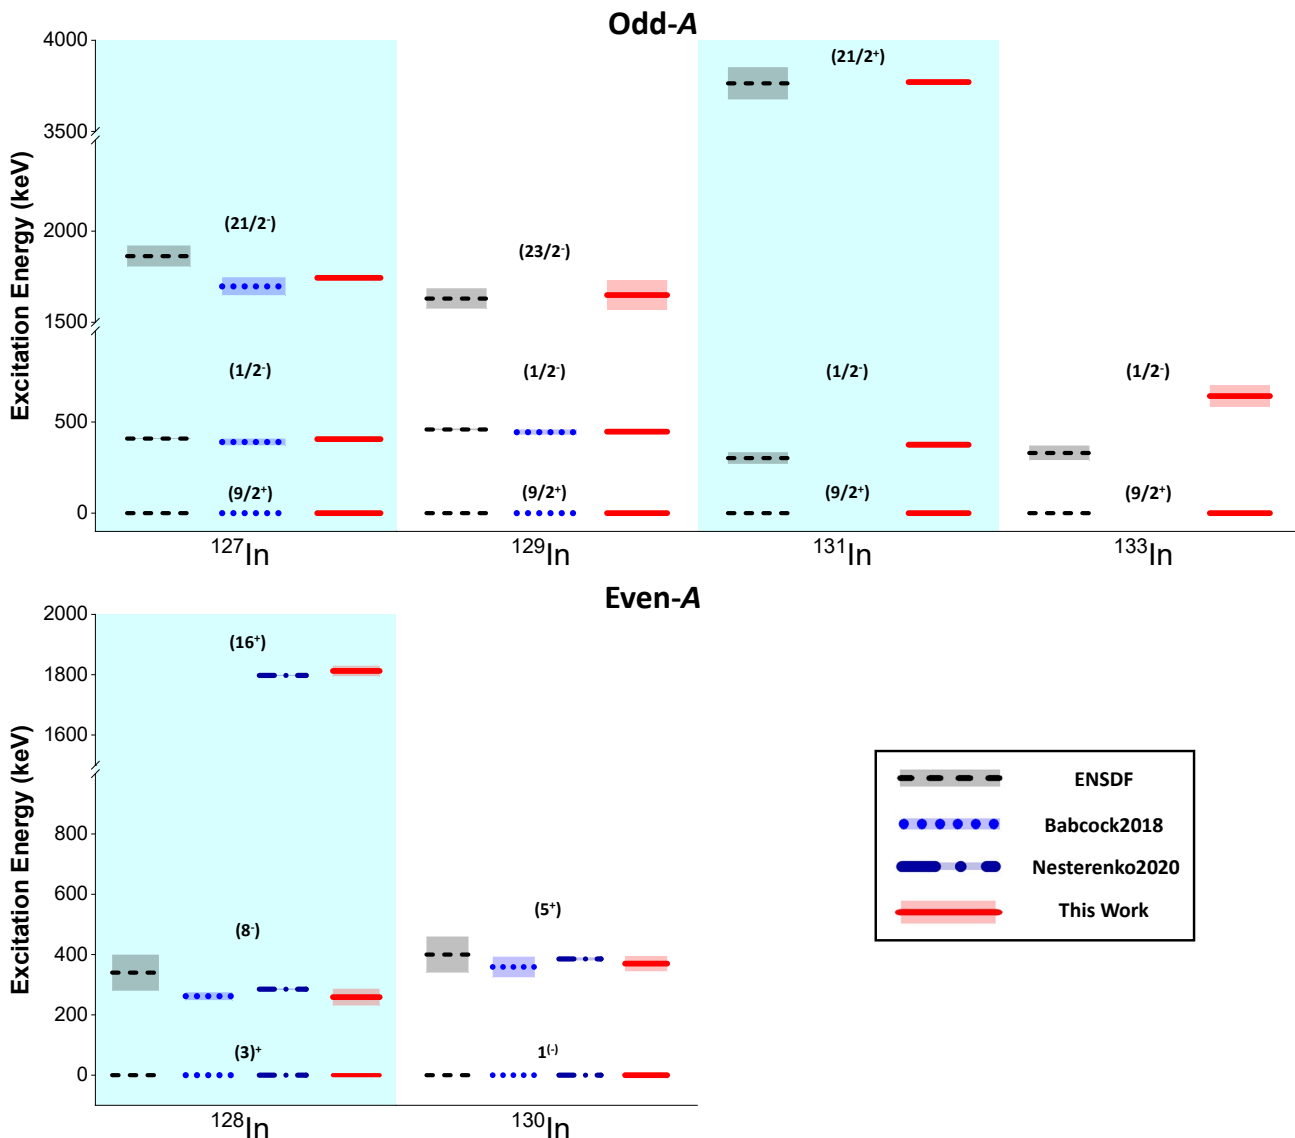 Odd-A
Excitation Energy (keV)
4000
3500
2000
1500
500
0
(21/2⁻)
(1/2⁻)
(9/2⁺)
(23/2⁻)
(1/2⁻)
(9/2⁺)
(21/2⁺)
(1/2⁻)
(9/2⁺)
(1/2⁻)
(9/2⁺)
¹²⁷In
¹²⁹In
¹³¹In
¹³³In
Even-A
Excitation Energy (keV)
2000
1800
1600
800
600
400
200
0
(16⁺)
(8⁻)
(3)⁺
(5⁺)
1⁽⁻⁾
¹²⁸In
¹³⁰In
ENSDF
Babcock2018
Nesterenko2020
This Work